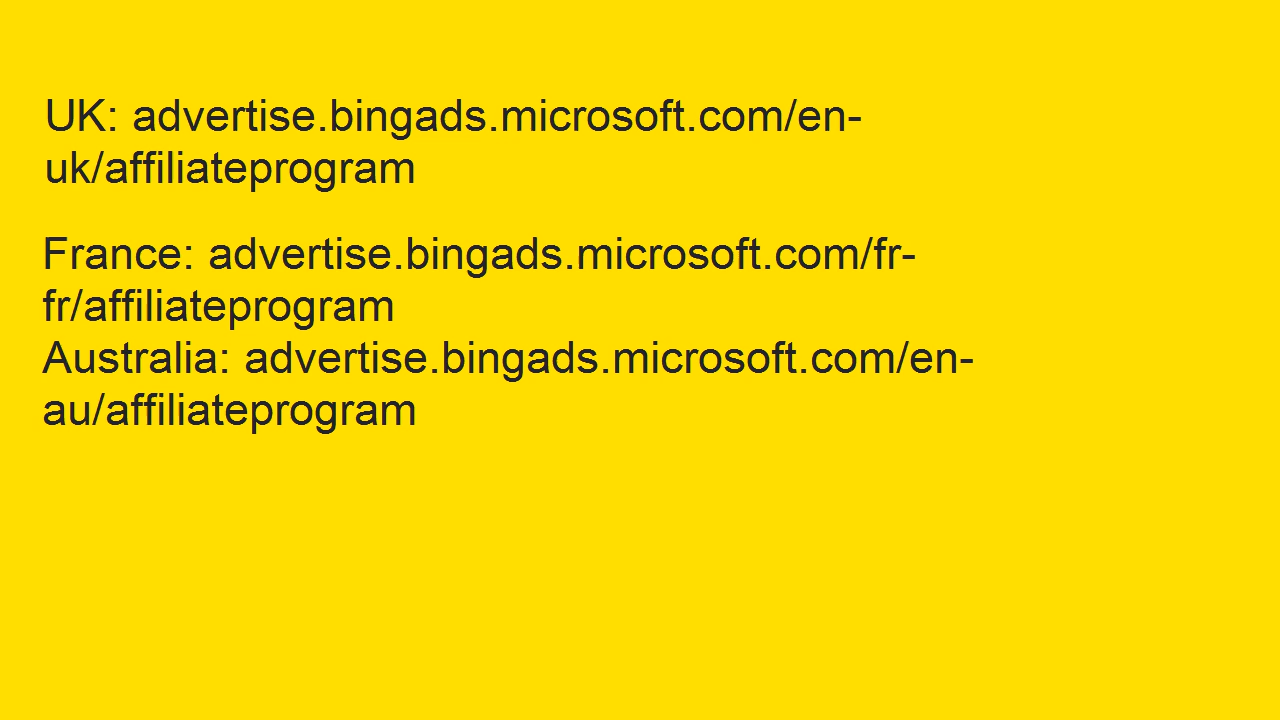 UK: advertise.bingads.microsoft.com/en-
uk/affiliateprogram
France: advertise.bingads.microsoft.com/fr-
fr/affiliateprogram
Australia: advertise.bingads.microsoft.com/en-
au/affiliateprogram